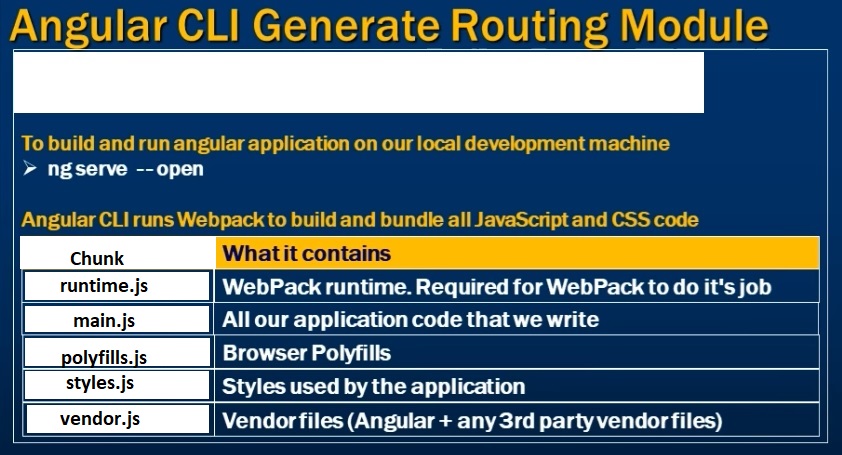 Angular CLI Generate Routing Module
To build and run angular application on our local development machine
➢ ng serve --open
Angular CLI runs Webpack to build and bundle all JavaScript and CSS code
Chunk What it contains
runtime.js WebPack runtime. Required for WebPack to do it's job
main.js All our application code that we write
polyfills.js Browser Polyfills
styles.js Styles used by the application
vendor.js Vendor files (Angular + any 3rd party vendor files)